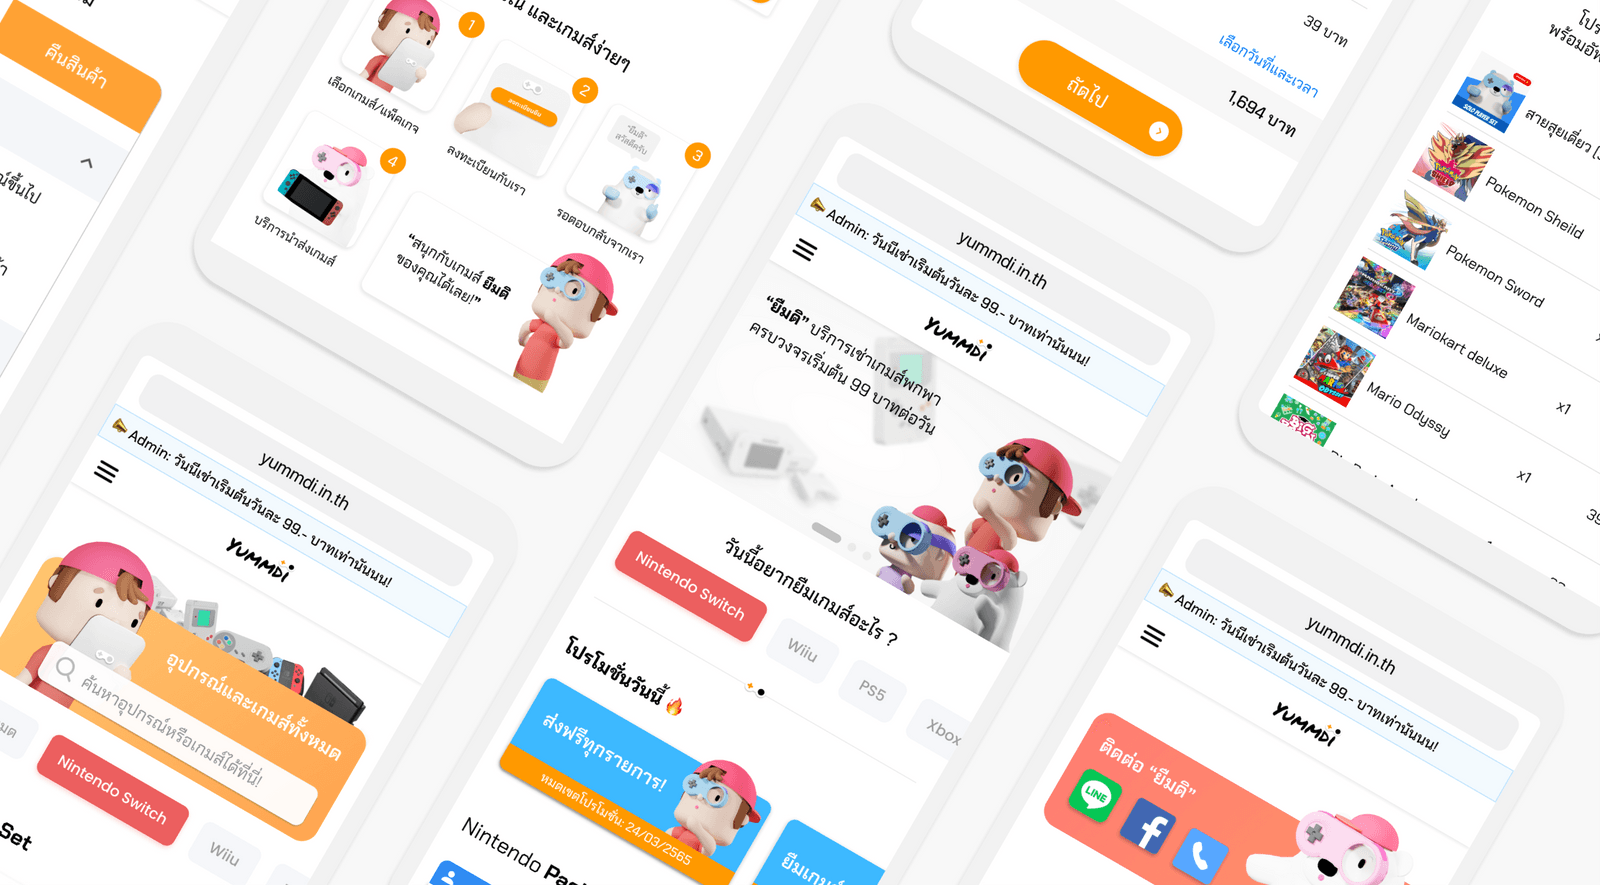 คืนสินค้า
และเกมส์ง่ายๆ
1
เลือกเกมส์/แพ็คเกจ
2
ลงทะเบียนกับเรา
"ยืมดิ"
สวัสดีครับ
3
รอตอบกลับจากเรา
4
บริการนำส่งเกมส์
“สนุกกับเกมส์ ยืมดิ
ของคุณได้เลย!”
39 บาท
เลือกวันที่และเวลา
1,694 บาท
ถัดไป
พร้อมอัพ
SOLO PLAYER SET
สายลุยเดี่ยว
Pokemon Sheild
Pokemon Sword
Mariokart deluxe
x1
Mario Odyssy
x1
39
yummdi.in.th
Admin: วันนี้เช่าเริ่มต้นวันละ 99.- บาทเท่านั้นนน!
YUMMDI
“ยืมดิ” บริการเช่าเกมส์พกพา
ครบวงจรเริ่มต้น 99 บาทต่อวัน
วันนี้อยากยืมเกมส์อะไร ?
Nintendo Switch
Wiiu
PS5
Xbox
โปรโมชั่นวันนี้
ส่งฟรีทุกรายการ!
หมดเขตโปรโมชั่น: 24/03/2565
ยืมเกมส์
Nintendo
yummdi.in.th
Admin: วันนี้เช่าเริ่มต้นวันละ 99.- บาทเท่านั้นนน!
YUMMDI
อุปกรณ์และเกมส์ทั้งหมด
ค้นหาอุปกรณ์หรือเกมส์ได้ที่นี่!
Nintendo Switch
Wiiu
Set
yummdi.in.th
Admin: วันนี้เช่าเริ่มต้นวันละ 99.- บาทเท่านั้นนน!
YUMMDI
ติดต่อ “ยืมดิ”
LINE